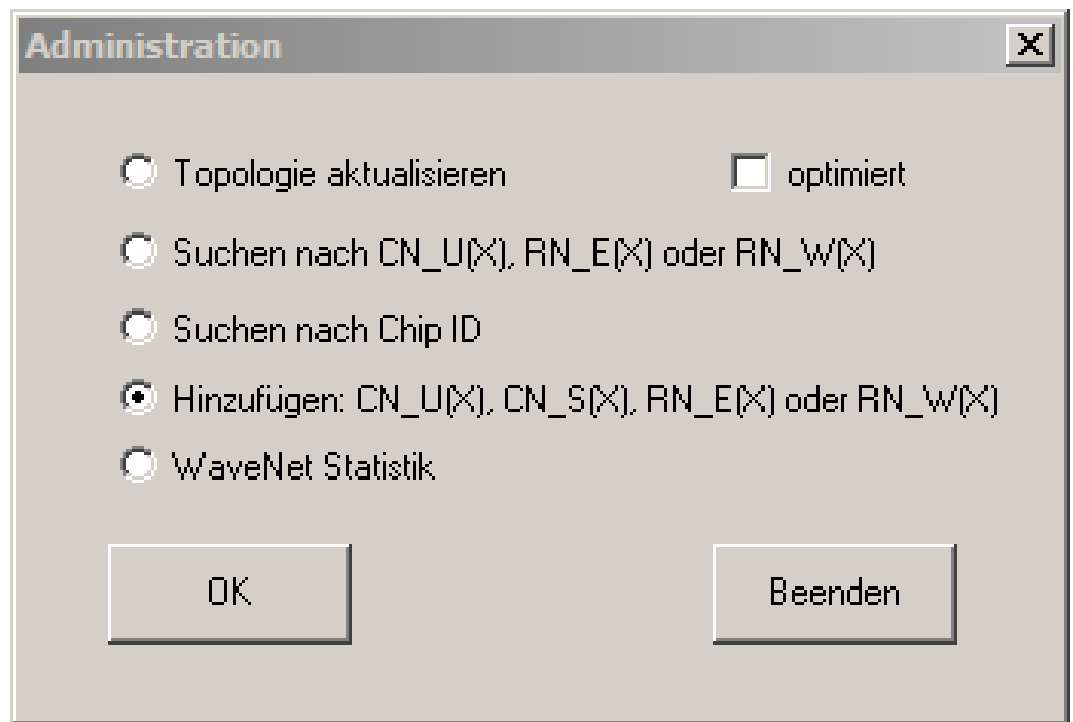 Administration
Topologie aktualisieren
optimiert
Suchen nach CN_U(X), RN_E(X) oder RN_W(X)
Suchen nach Chip ID
Hinzufügen: CN_U(X), CN_S(X), RN_E(X) oder RN_W(X)
WaveNet Statistik
OK
Beenden